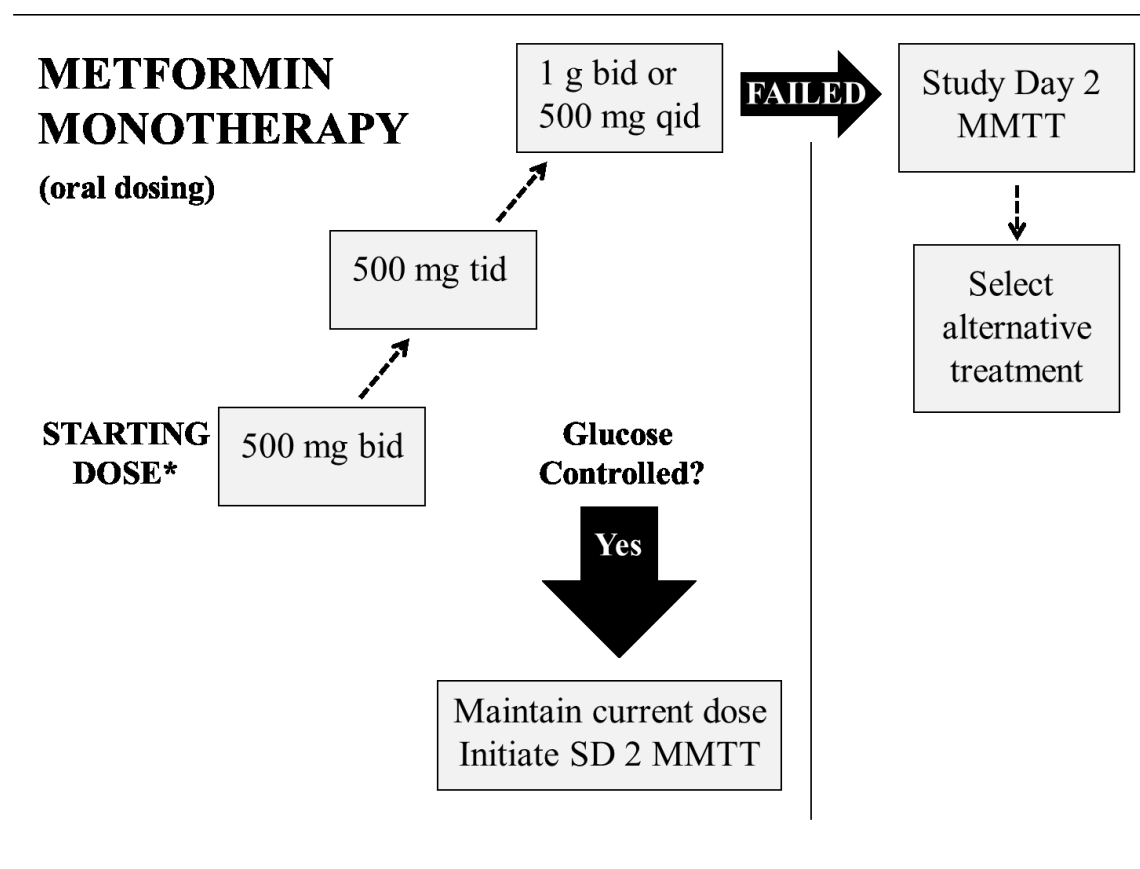 METFORMIN
MONOTHERAPY
(oral dosing)
1 g bid or
500 mg qid
FAILED
Study Day 2
MMTT
500 mg tid
Select
alternative
treatment
STARTING
DOSE*
500 mg bid
Glucose
Controlled?
Yes
Maintain current dose
Initiate SD 2 MMTT